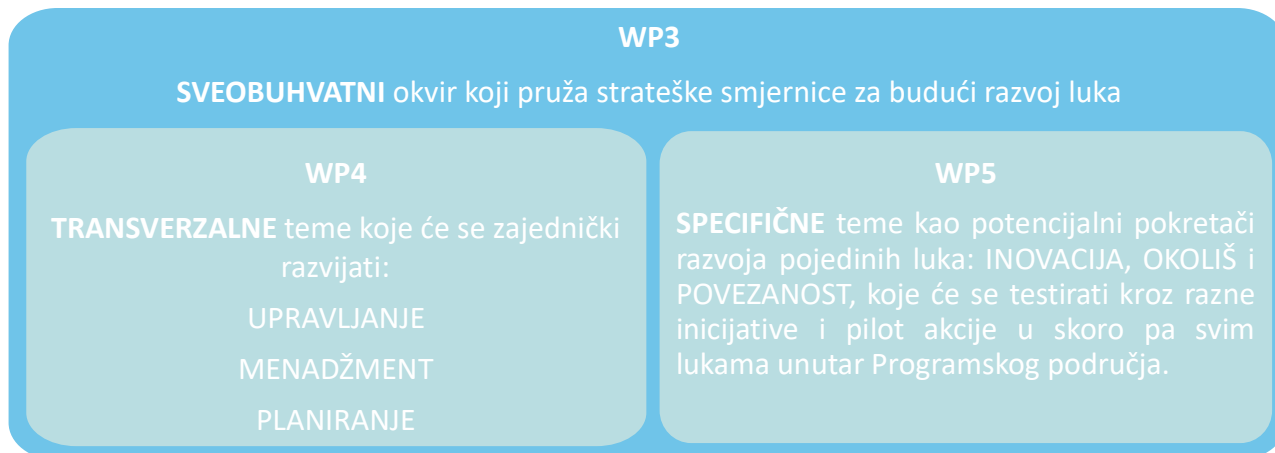 WP3
SVEOBUHVATNI okvir koji pruža strateške smjernice za budući razvoj luka
WP4
TRANSVERZALNE teme koje će se zajednički
razvijati:
UPRAVLJANJE
MENADŽMENT
PLANIRANJE
WP5
SPECIFIČNE teme kao potencijalni pokretači
razvoja pojedinih luka: INOVACIJA, OKOLIŠ i
POVEZANOST, koje će se testirati kroz razne
inicijative i pilot akcije u skoro pa svim
lukama unutar Programskog područja.